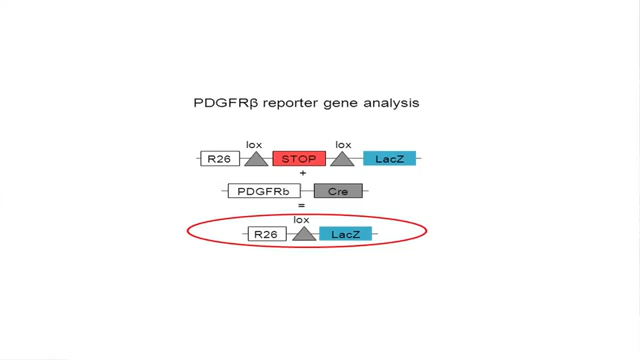 PDGFRβ reporter gene analysis
lox lox
R26 STOP LacZ
+
PDGFRb Cre
=
lox
R26 LacZ